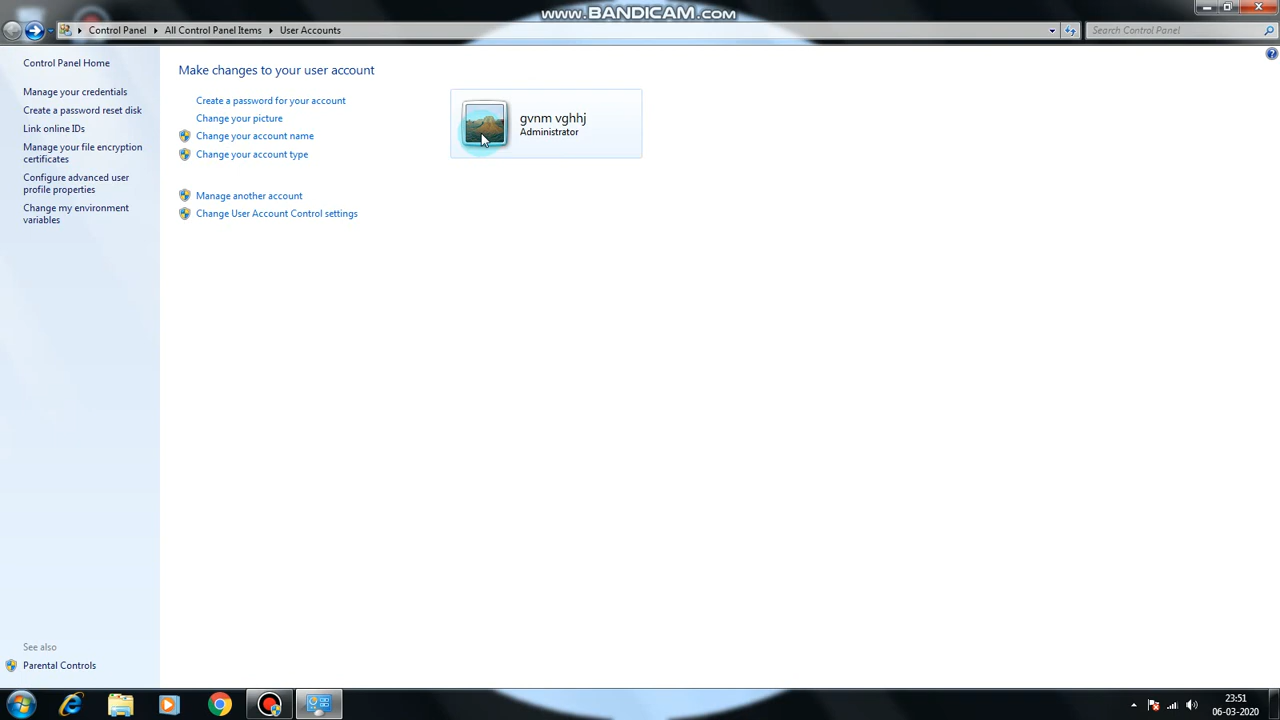 www.BANDICAM.com
Control Panel
All Control Panel Items
User Accounts
Search Control Panel
Control Panel Home
Manage your credentials
Create a password reset disk
Link online IDs
Manage your file encryption
certificates
Configure advanced user
profile properties
Change my environment
variables
See also
Parental Controls
Make changes to your user account
Create a password for your account
Change your picture
Change your account name
Change your account type
Manage another account
Change User Account Control settings
gvnm vghhj
Administrator
23:51
06-03-2020